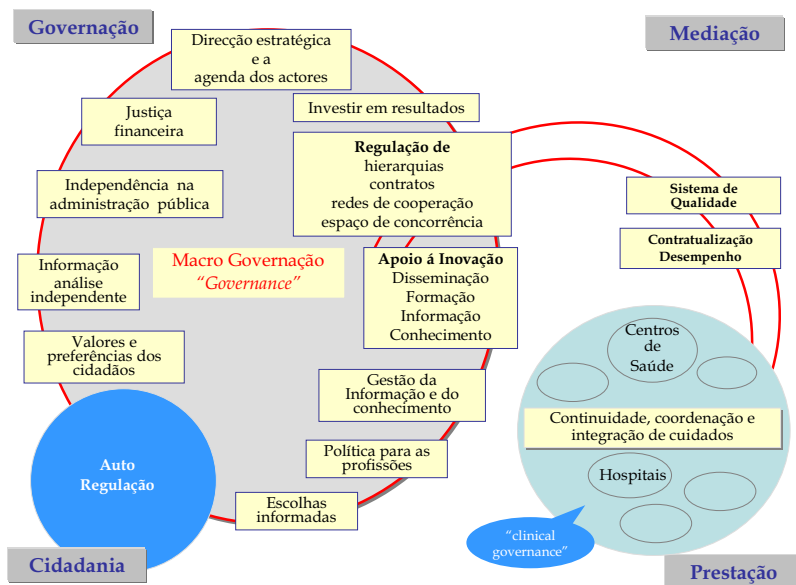 Governação
Mediação
Direcção estratégica
e a
agenda dos actores
Investir em resultados
Justiça
financeira
Regulação de
hierarquias
contratos
redes de cooperação
espaço de concorrência
Independência na
administração pública
Sistema de
Qualidade
Contratualização
Desempenho
Macro Governação
“Governance”
Apoio á Inovação
Disseminação
Formação
Informação
Conhecimento
Informação
análise
independente
Valores e
preferências dos
cidadãos
Centros
de
Saúde
Gestão da
Informação e do
conhecimento
Continuidade, coordenação e
integração de cuidados
Política para as
profissões
Auto
Regulação
Hospitais
Escolhas
informadas
“clinical
governance”
Cidadania
Prestação